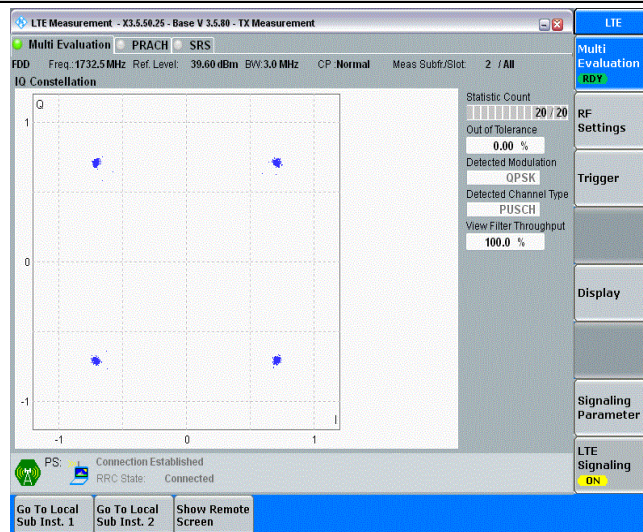 LTE Measurement - X3.5.50.25 - Base V 3.5.80 - TX Measurement
LTE
Multi Evaluation PRACH SRS
Multi
Evaluation
RDY
FDD Freq.:1732.5 MHz Ref. Level: 39.60 dBm BW:3.0 MHz CP :Normal Meas Subfr./Slot: 2 / All
IQ Constellation
Q
1
0
-1
-1
0
1
I
Statistic Count
20 / 20
Out of Tolerance
0.00 %
Detected Modulation
QPSK
Detected Channel Type
PUSCH
View Filter Throughput
100.0 %
RF
Settings
Trigger
Display
Signaling
Parameter
LTE
Signaling
ON
PS: Connection Established
RRC State: Connected
Go To Local
Sub Inst. 1
Go To Local
Sub Inst. 2
Show Remote
Screen